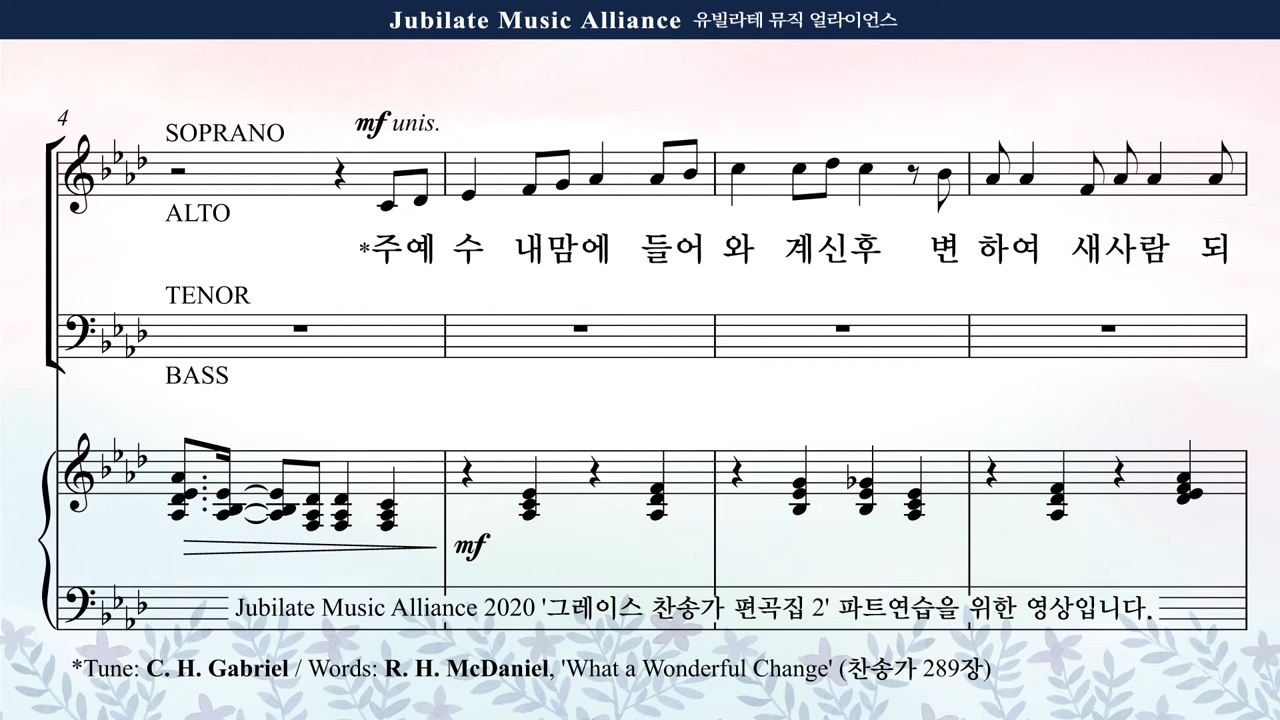 Jubilate Music Alliance 유빌라테 뮤직 얼라이언스
4
SOPRANO
mf unis.
ALTO
*주예 수 내맘에 들어 와 계신후 변 하여 새사람 되
TENOR
BASS
mf
Jubilate Music Alliance 2020 '그레이스 찬송가 편곡집 2' 파트연습을 위한 영상입니다.
*Tune: C. H. Gabriel / Words: R. H. McDaniel, 'What a Wonderful Change' (찬송가 289장)